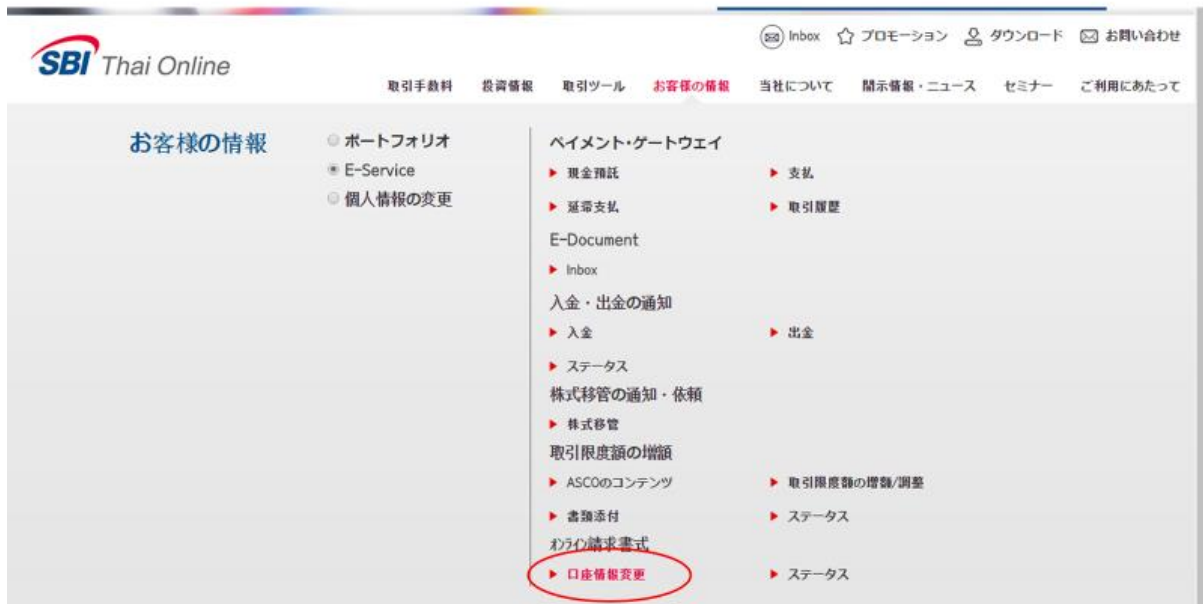 Inbox プロモーション ダウンロード お問い合わせ
SBI Thai Online
取引手数料 投資情報 取引ツール お客様の情報 当社について 開示情報・ニュース セミナー ご利用にあたって
お客様の情報
ポートフォリオ
E-Service
個人情報の変更
ペイメント・ゲートウェイ
現金預託 支払
延滞支払 取引履歴
E-Document
Inbox
入金・出金の通知
入金 出金
ステータス
株式移管の通知・依頼
株式移管
取引限度額の増額
ASCOのコンテンツ 取引限度額の増額/調整
書類添付 ステータス
オンライン請求書式
口座情報変更 ステータス